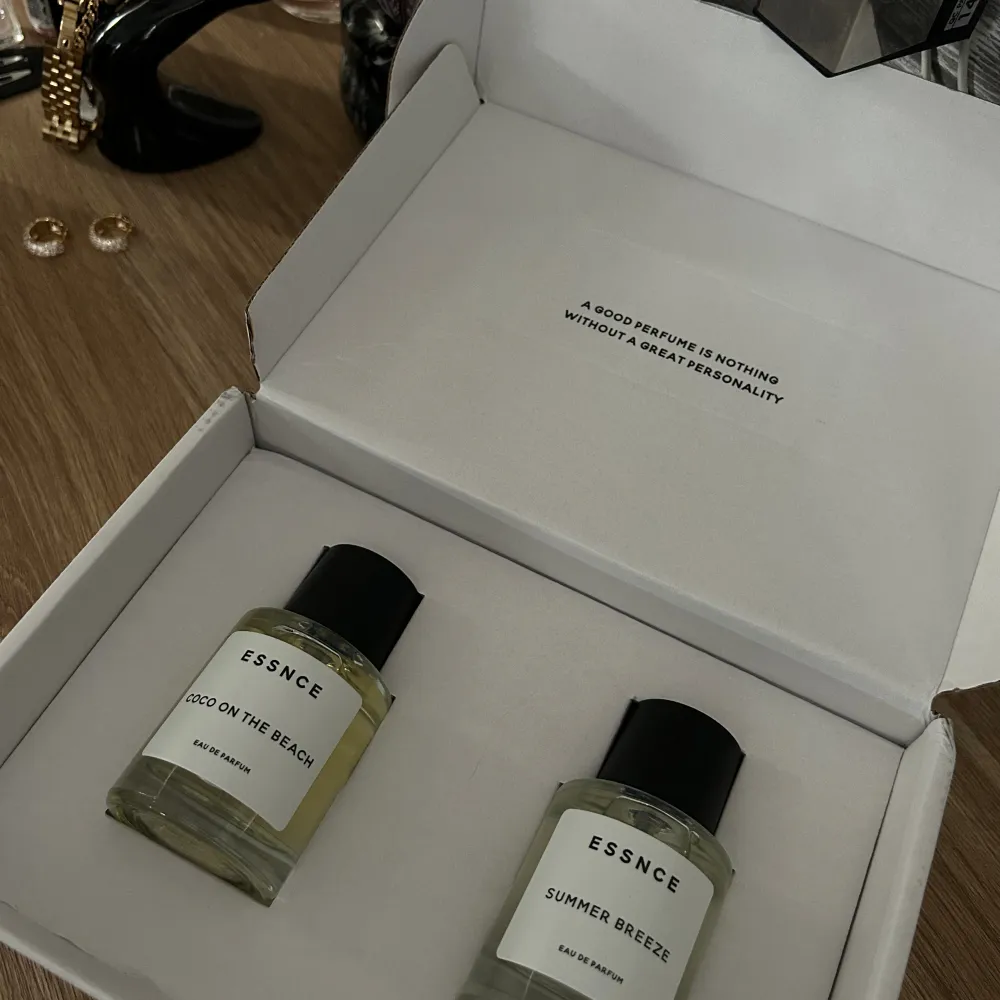 A GOOD PERFUME IS NOTHING
WITHOUT A GREAT PERSONALITY
ESSNCE
COCO ON THE BEACH
EAU DE PARFUM
ESSNCE
SUMMER BREEZE
EAU DE PARFUM